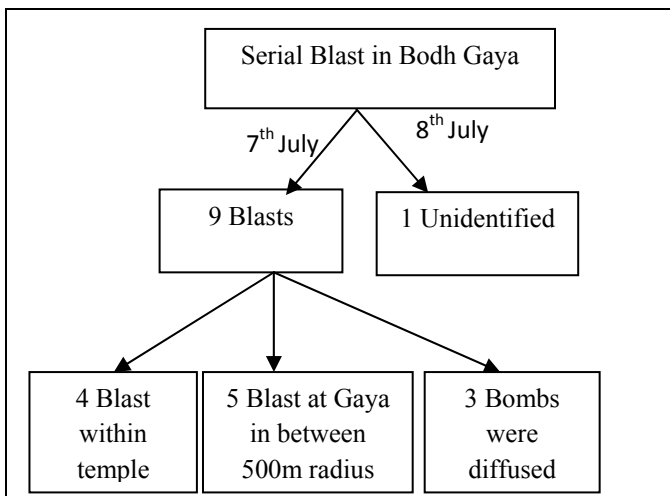 Serial Blast in Bodh Gaya
7th July
8th July
9 Blasts
1 Unidentified
4 Blast
within
temple
5 Blast at Gaya
in between
500m radius
3 Bombs
were
diffused